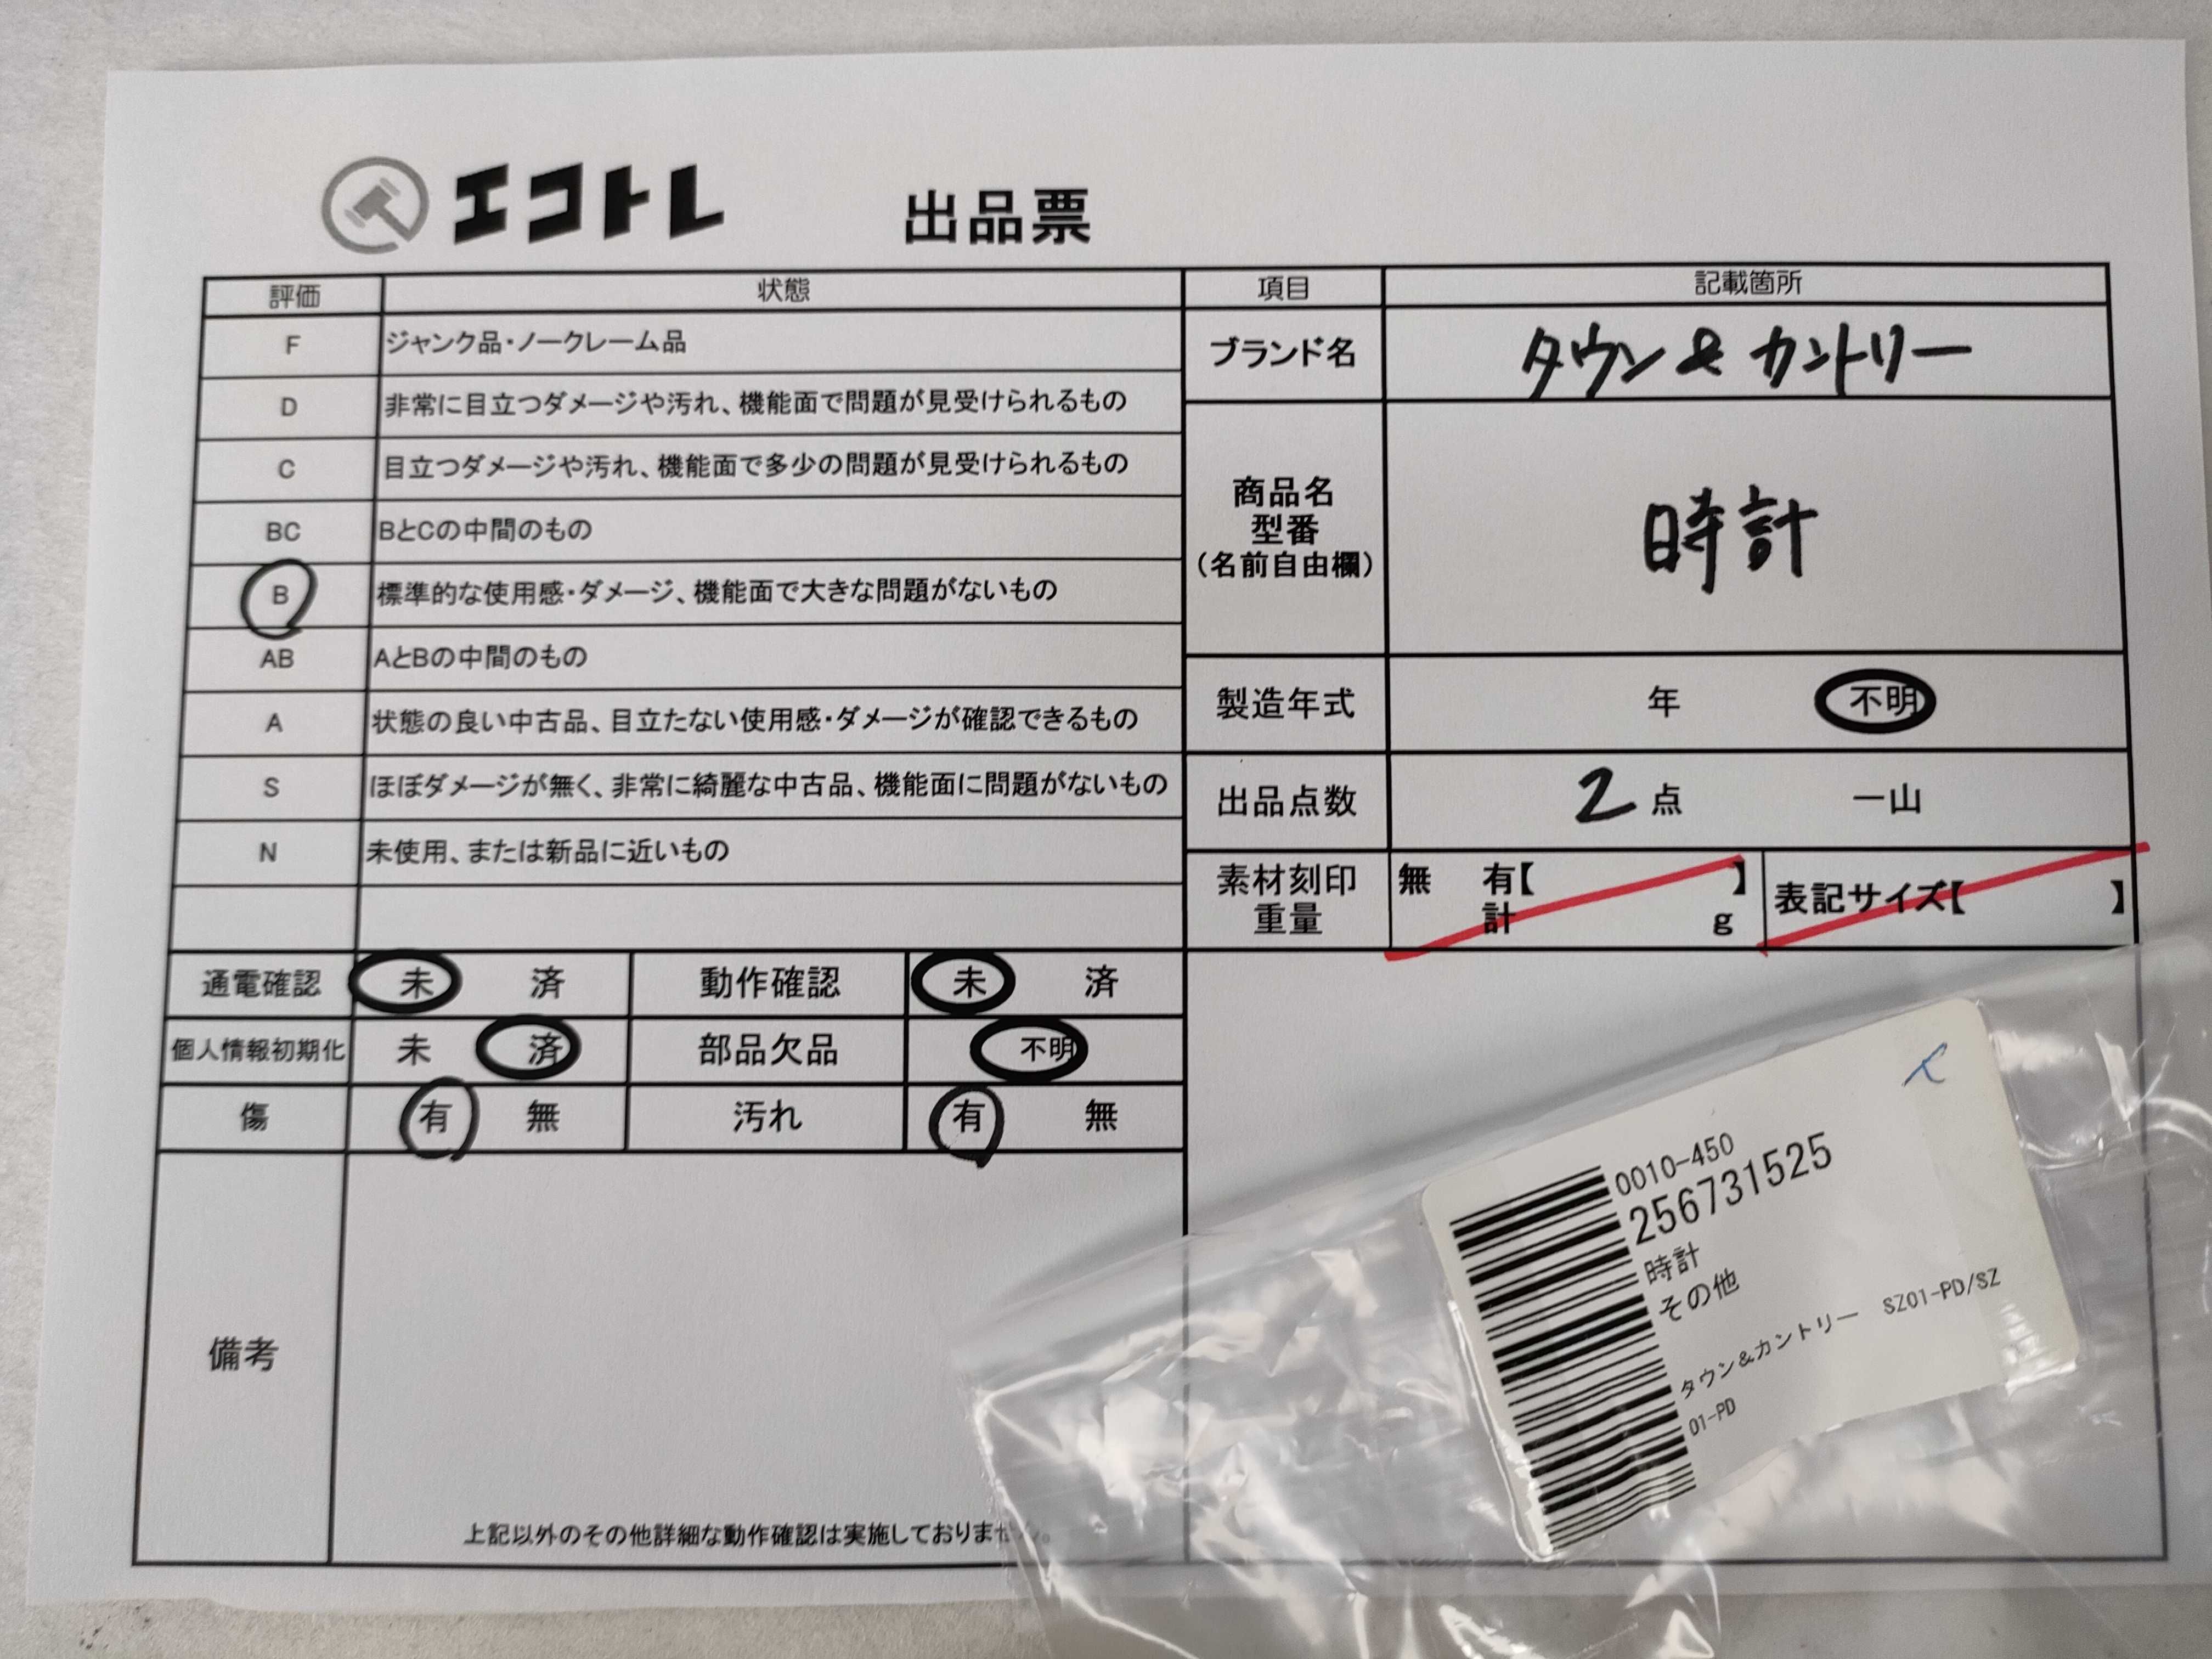 エコトレ 出品票
評価 状態 項目 記載箇所
F ジャンク品・ノークレーム品
D 非常に目立つダメージや汚れ、機能面で問題が見受けられるもの
C 目立つダメージや汚れ、機能面で多少の問題が見受けられるもの
BC BとCの中間のもの
B 標準的な使用感・ダメージ、機能面で大きな問題がないもの
AB AとBの中間のもの
A 状態の良い中古品、目立たない使用感・ダメージが確認できるもの
S ほぼダメージが無く、非常に綺麗な中古品、機能面に問題がないもの
N 未使用、または新品に近いもの
ブランド名 タウン&カントリー
商品名
型番
(名前自由欄)
時計
製造年式 年 不明
出品点数 2点 一山
素材刻印
重量
無 有【 】
計 g
表記サイズ【 】
通電確認 未 済 動作確認 未 済
個人情報初期化 未 済 部品欠品 不明
傷 有 無 汚れ 有 無
備考
上記以外のその他詳細な動作確認は実施しておりません。
0010-450
256731525
時計
その他
タウン&カントリー SZ01-PD/SZ
01-PD